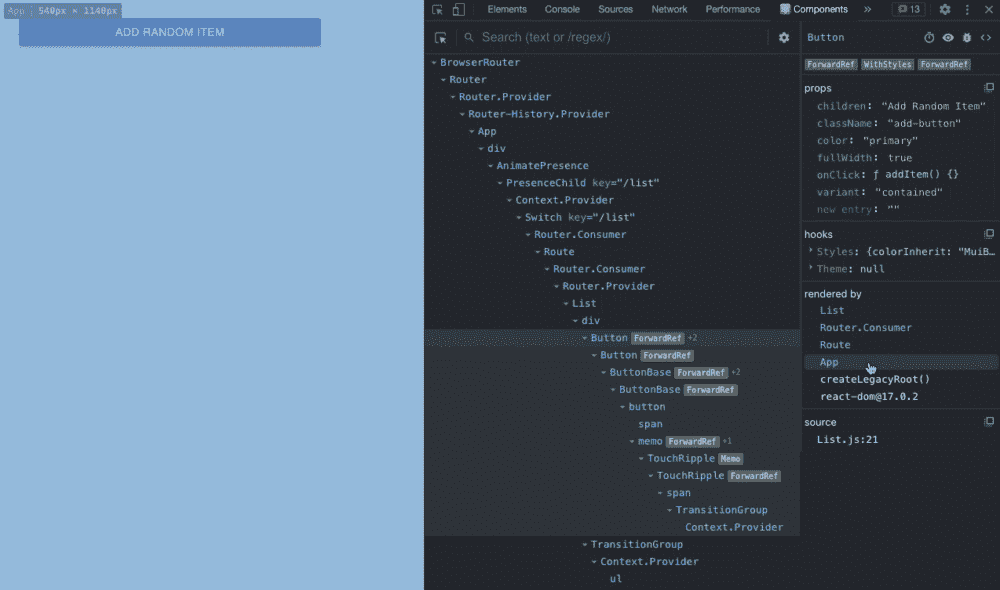 App | 540px × 1140px
ADD RANDOM ITEM
Elements Console Sources Network Performance Components » 13
Search (text or /regex/)
BrowserRouter
Router
Router.Provider
Router-History.Provider
App
div
AnimatePresence
PresenceChild key="/list"
Context.Provider
Switch key="/list"
Router.Consumer
Route
Router.Consumer
Router.Provider
List
div
Button ForwardRef +2
Button ForwardRef
ButtonBase ForwardRef +2
ButtonBase ForwardRef
button
span
memo ForwardRef +1
TouchRipple Memo
TouchRipple ForwardRef
span
TransitionGroup
Context.Provider
TransitionGroup
Context.Provider
ul
Button
ForwardRef WithStyles ForwardRef
props
children: "Add Random Item"
className: "add-button"
color: "primary"
fullWidth: true
onClick: ƒ addItem() {}
variant: "contained"
new entry: ""
hooks
Styles: {colorInherit: "MuiB…
Theme: null
rendered by
List
Router.Consumer
Route
App
createLegacyRoot()
react-dom@17.0.2
source
List.js:21